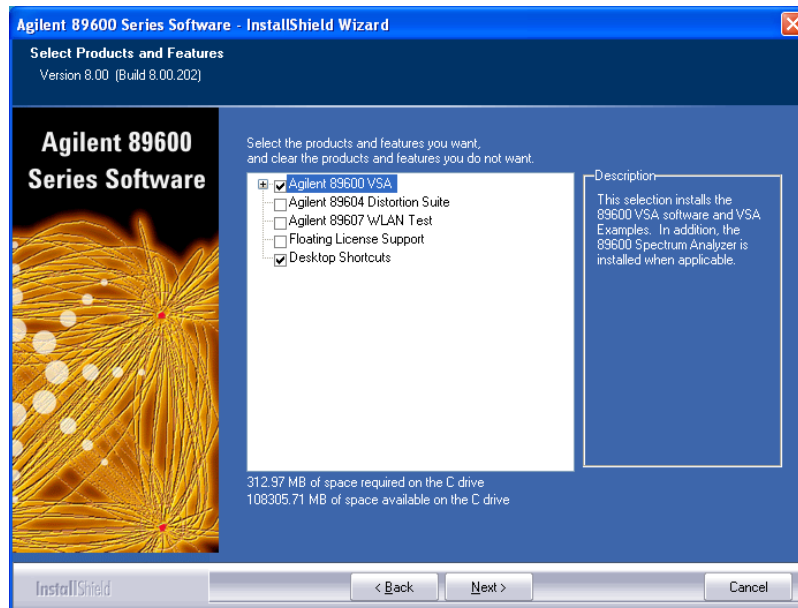 Agilent 89600 Series Software - InstallShield Wizard
Select Products and Features
Version 8.00 (Build 8.00.202)
Agilent 89600
Series Software
Select the products and features you want,
and clear the products and features you do not want.
Agilent 89600 VSA
Agilent 89604 Distortion Suite
Agilent 89607 WLAN Test
Floating License Support
Desktop Shortcuts
Description
This selection installs the
89600 VSA software and VSA
Examples. In addition, the
89600 Spectrum Analyzer is
installed when applicable.
312.97 MB of space required on the C drive
108305.71 MB of space available on the C drive
InstallShield
< Back
Next >
Cancel